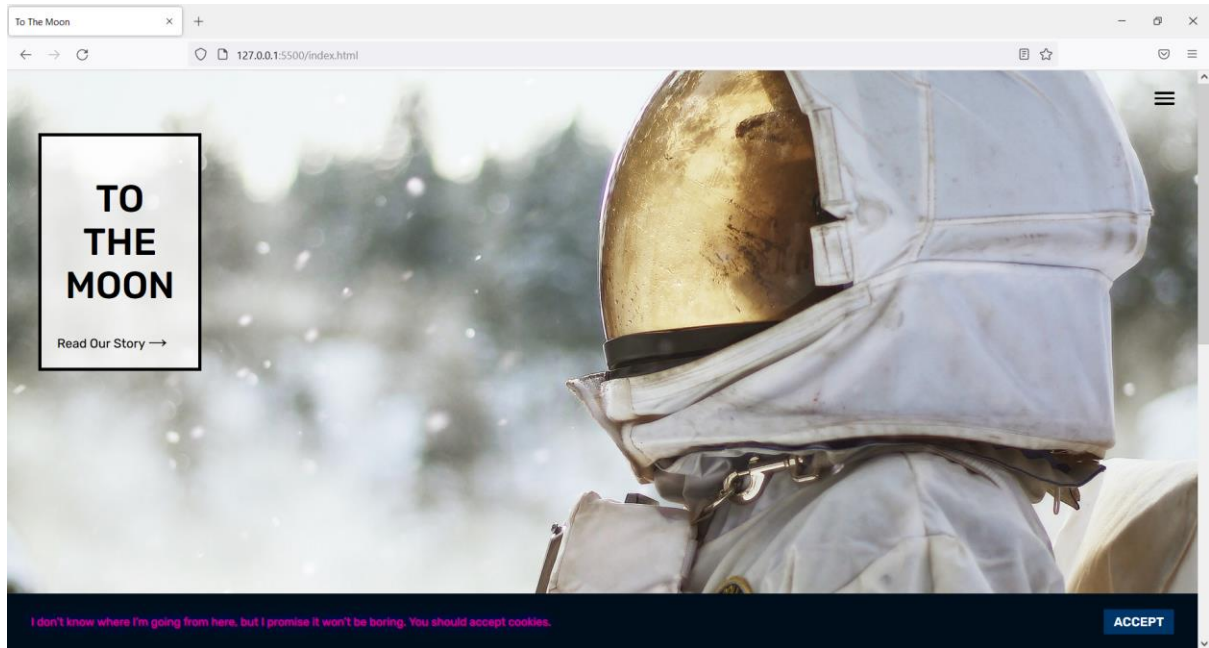 To The Moon
127.0.0.1:5500/index.html
TO
THE
MOON
Read Our Story →
I don't know where I'm going from here, but I promise it won't be boring. You should accept cookies.
ACCEPT